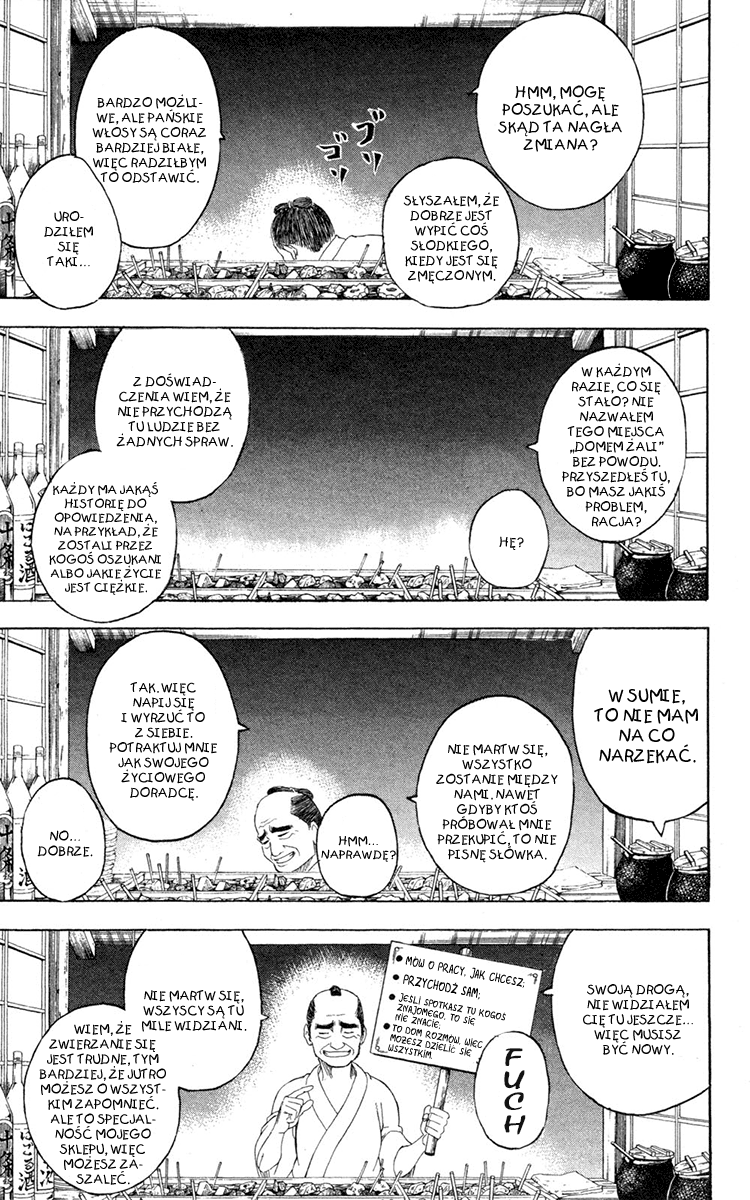 HMM, MOGĘ
POSZUKAĆ, ALE
SKĄD TA NAGŁA
ZMIANA?
SŁYSZAŁEM, ŻE
DOBRZE JEST
WYPIĆ COŚ
SŁODKIEGO,
KIEDY JEST SIĘ
ZMĘCZONYM.
ゴソ
ゴソ
BARDZO MOŻLI-
WE, ALE PAŃSKIE
WŁOSY SĄ CORAZ
BARDZIEJ BIAŁE,
WIĘC RADZIŁBYM
TO ODSTAWIĆ.
URO-
DZIŁEM
SIĘ
TAKI...
W KAŻDYM
RAZIE, CO SIĘ
STAŁO? NIE
NAZWAŁEM
TEGO MIEJSCA
„DOMEM ŻALI”
BEZ POWODU.
PRZYSZEDŁEŚ TU,
BO MASZ JAKIŚ
PROBLEM,
RACJA?
HĘ?
Z DOŚWIAD-
CZENIA WIEM, ŻE
NIE PRZYCHODZĄ
TU LUDZIE BEZ
ŻADNYCH SPRAW.
KAŻDY MA JAKĄŚ
HISTORIĘ DO
OPOWIEDZENIA,
NA PRZYKŁAD, ŻE
ZOSTALI PRZEZ
KOGOŚ OSZUKANI
ALBO JAKIE ŻYCIE
JEST CIĘŻKIE.
W SUMIE,
TO NIE MAM
NA CO
NARZEKAĆ.
NIE MARTW SIĘ,
WSZYSTKO
ZOSTANIE MIĘDZY
NAMI. NAWET
GDYBY KTOŚ
PRÓBOWAŁ MNIE
PRZEKUPIĆ, TO NIE
PISNĘ SŁÓWKA.
HMM...
NAPRAWDĘ?
TAK. WIĘC
NAPIJ SIĘ
I WYRZUĆ TO
Z SIEBIE.
POTRAKTUJ MNIE
JAK SWOJEGO
ŻYCIOWEGO
DORADCĘ.
NO...
DOBRZE.
SWOJĄ DROGĄ,
NIE WIDZIAŁEM
CIĘ TU JESZCZE...
WIĘC MUSISZ
BYĆ NOWY.
● MÓW O PRACY, JAK CHCESZ;
● PRZYCHODŹ SAM;
● JEŚLI SPOTKASZ TU KOGOŚ
ZNAJOMEGO, TO SIĘ
NIE ZNACIE;
● TO DOM ROZMÓW, WIĘC
MOŻESZ DZIELIĆ SIĘ
WSZYSTKIM.
FUCH
NIE MARTW SIĘ,
WSZYSCY SĄ TU
MILE WIDZIANI.
WIEM, ŻE
ZWIERZANIE SIĘ
JEST TRUDNE, TYM
BARDZIEJ, ŻE JUTRO
MOŻESZ O WSZYST-
KIM ZAPOMNIEĆ.
ALE TO SPECJAL-
NOŚĆ MOJEGO
SKLEPU, WIĘC
MOŻESZ ZA-
SZALEĆ.